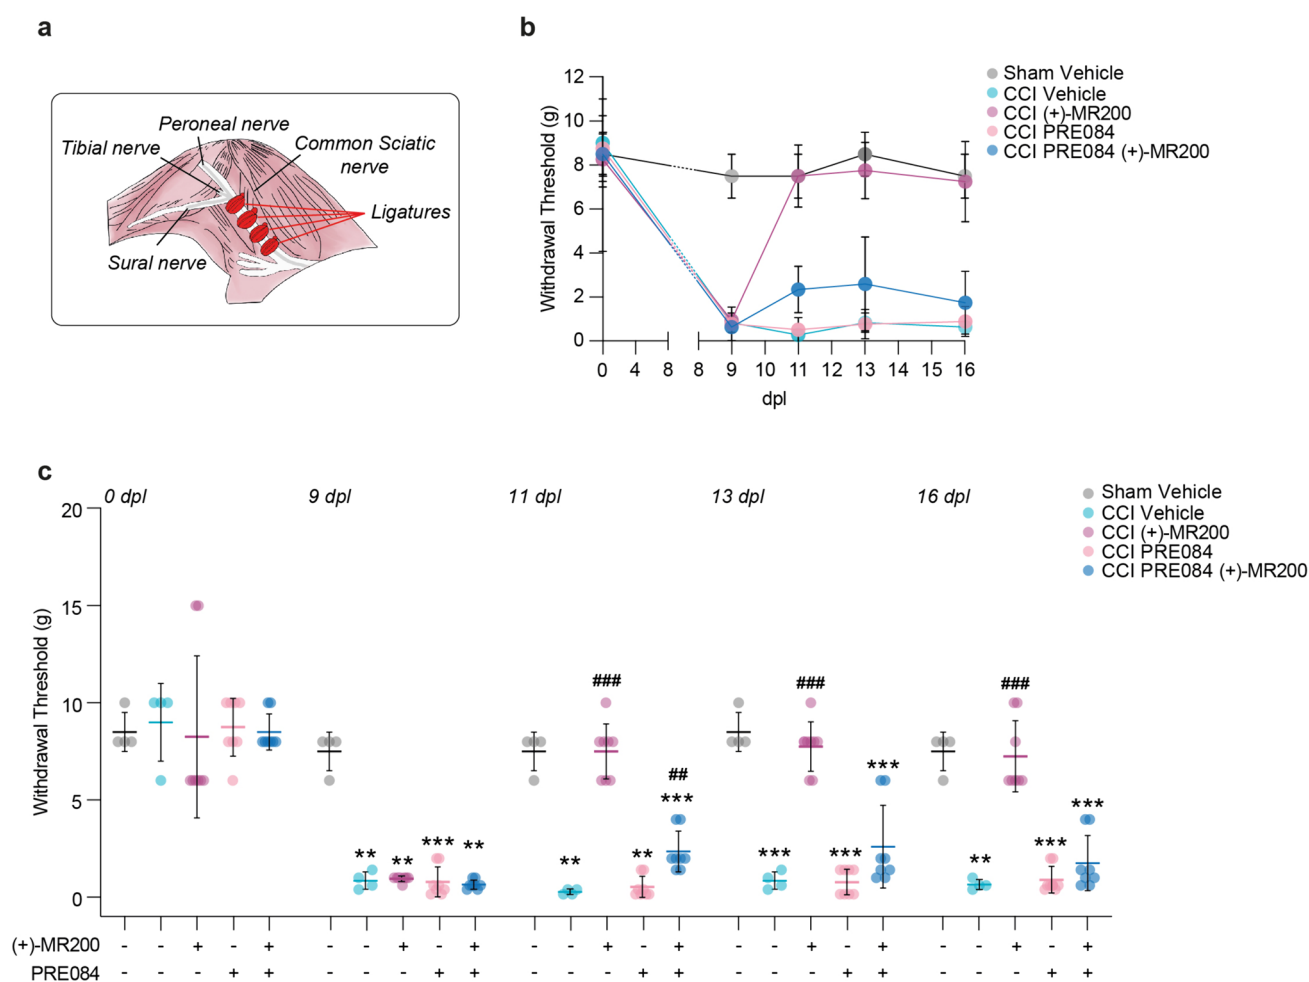 a
Peroneal nerve
Tibial nerve
Common Sciatic
nerve
Ligatures
Sural nerve
b
Withdrawal Threshold (g)
12
10
8
6
4
2
0
0 4 8 8 9 10 11 12 13 14 15 16
dpl
Sham Vehicle
CCI Vehicle
CCI (+)-MR200
CCI PRE084
CCI PRE084 (+)-MR200
c
0 dpl 9 dpl 11 dpl 13 dpl 16 dpl
Sham Vehicle
CCI Vehicle
CCI (+)-MR200
CCI PRE084
CCI PRE084 (+)-MR200
Withdrawal Threshold (g)
20
15
10
5
0
### ### ###
##
*** *** ***
** ** *** ** ** ** *** *** ** ***
(+)-MR200 - - + - + - - + - + - - + - + - - + - + - - + - +
PRE084 - - - + + - - - + + - - - + + - - - + + - - - + +